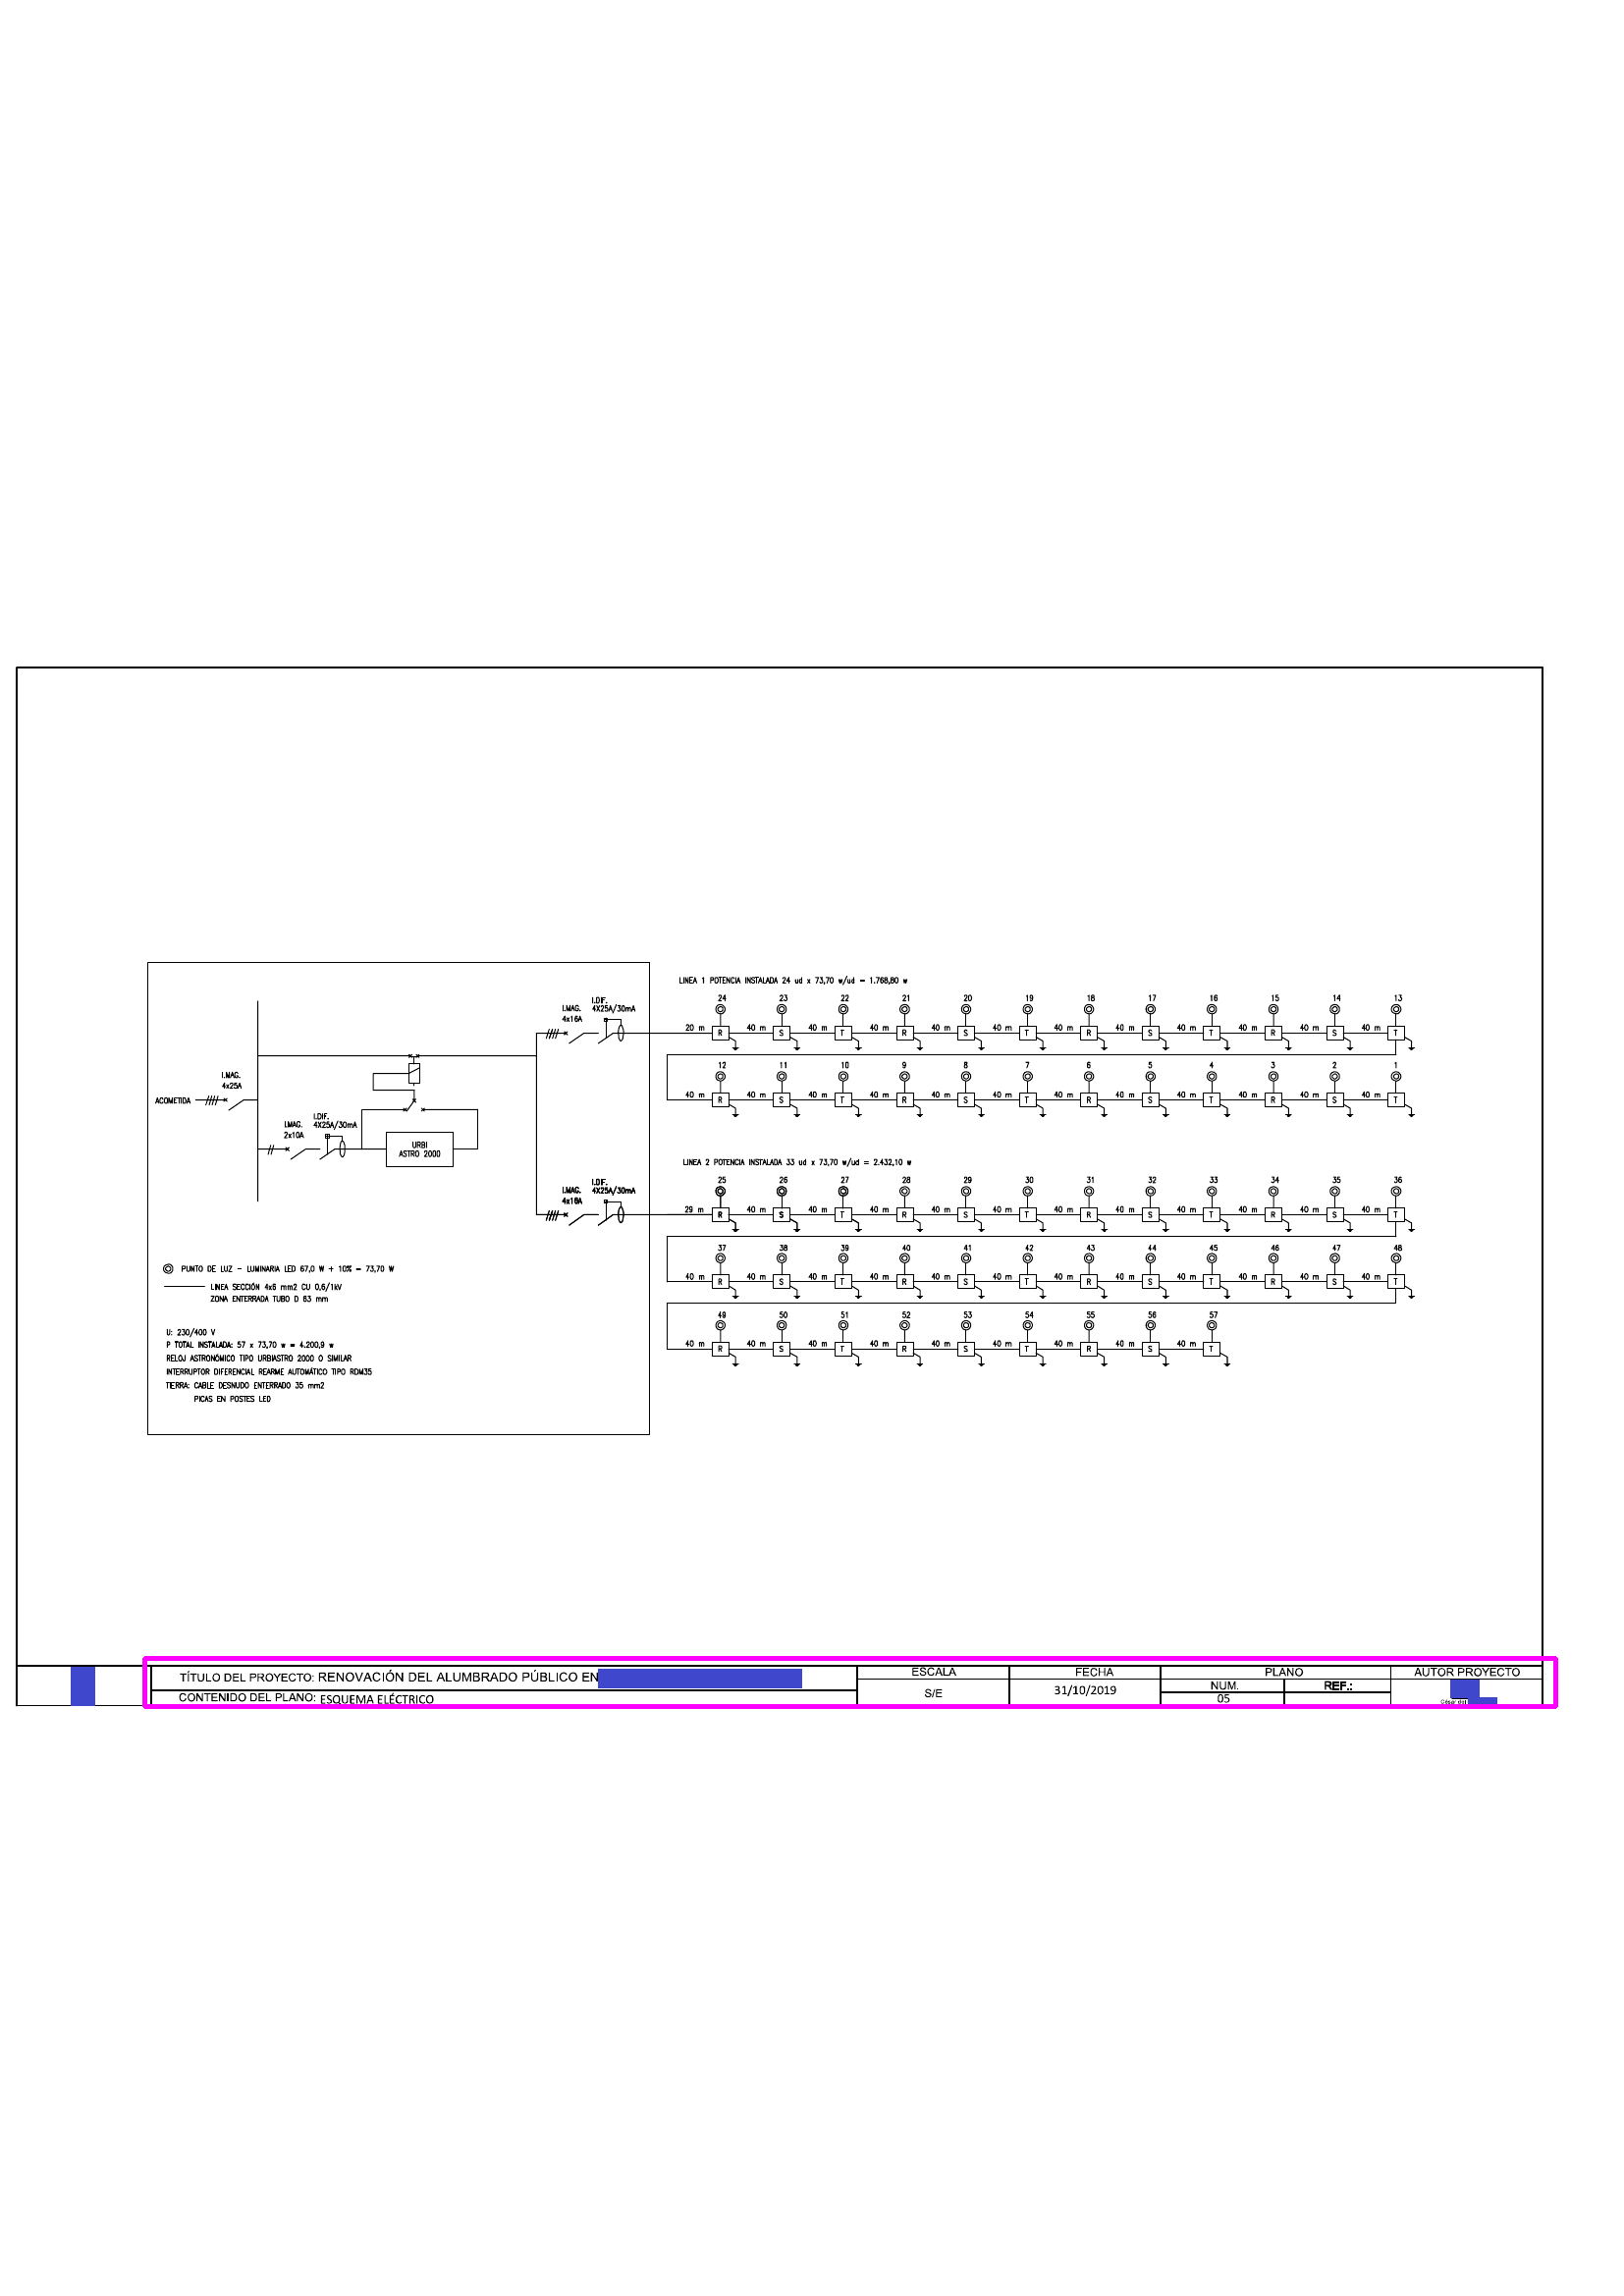 LINEA 1 POTENCIA INSTALADA 24 ud x 73,70 w/ud = 1.768,80 w
24 23 22 21 20 19 18 17 16 15 14 13
20 m R 40 m S 40 m T 40 m R 40 m S 40 m T 40 m R 40 m S 40 m T 40 m R 40 m S 40 m T
12 11 10 9 8 7 6 5 4 3 2 1
40 m R 40 m S 40 m T 40 m R 40 m S 40 m T 40 m R 40 m S 40 m T 40 m R 40 m S 40 m T
LINEA 2 POTENCIA INSTALADA 33 ud x 73,70 w/ud = 2.432,10 w
25 26 27 28 29 30 31 32 33 34 35 36
29 m R 40 m S 40 m T 40 m R 40 m S 40 m T 40 m R 40 m S 40 m T 40 m R 40 m S 40 m T
37 38 39 40 41 42 43 44 45 46 47 48
40 m R 40 m S 40 m T 40 m R 40 m S 40 m T 40 m R 40 m S 40 m T 40 m R 40 m S 40 m T
49 50 51 52 53 54 55 56 57
40 m R 40 m S 40 m T 40 m R 40 m S 40 m T 40 m R 40 m S 40 m T
I.DIF.
I.MAG. 4X25A/30mA
4x16A
I.MAG.
4x25A
ACOMETIDA
I.DIF.
I.MAG. 4X25A/30mA
2x10A
URBI
ASTRO 2000
I.DIF.
I.MAG. 4X25A/30mA
4x16A
PUNTO DE LUZ - LUMINARIA LED 67,0 W + 10% = 73,70 W
LINEA SECCIÓN 4x6 mm2 CU 0,6/1kV
ZONA ENTERRADA TUBO D 63 mm
U: 230/400 V
P TOTAL INSTALADA: 57 x 73,70 w = 4.200,9 w
RELOJ ASTRONÓMICO TIPO URBIASTRO 2000 O SIMILAR
INTERRUPTOR DIFERENCIAL REARME AUTOMÁTICO TIPO RDM35
TIERRA: CABLE DESNUDO ENTERRADO 35 mm2
PICAS EN POSTES LED
TÍTULO DEL PROYECTO: RENOVACIÓN DEL ALUMBRADO PÚBLICO EN
CONTENIDO DEL PLANO: ESQUEMA ELÉCTRICO
ESCALA
S/E
FECHA
31/10/2019
PLANO
NUM. REF.:
05
AUTOR PROYECTO
César del